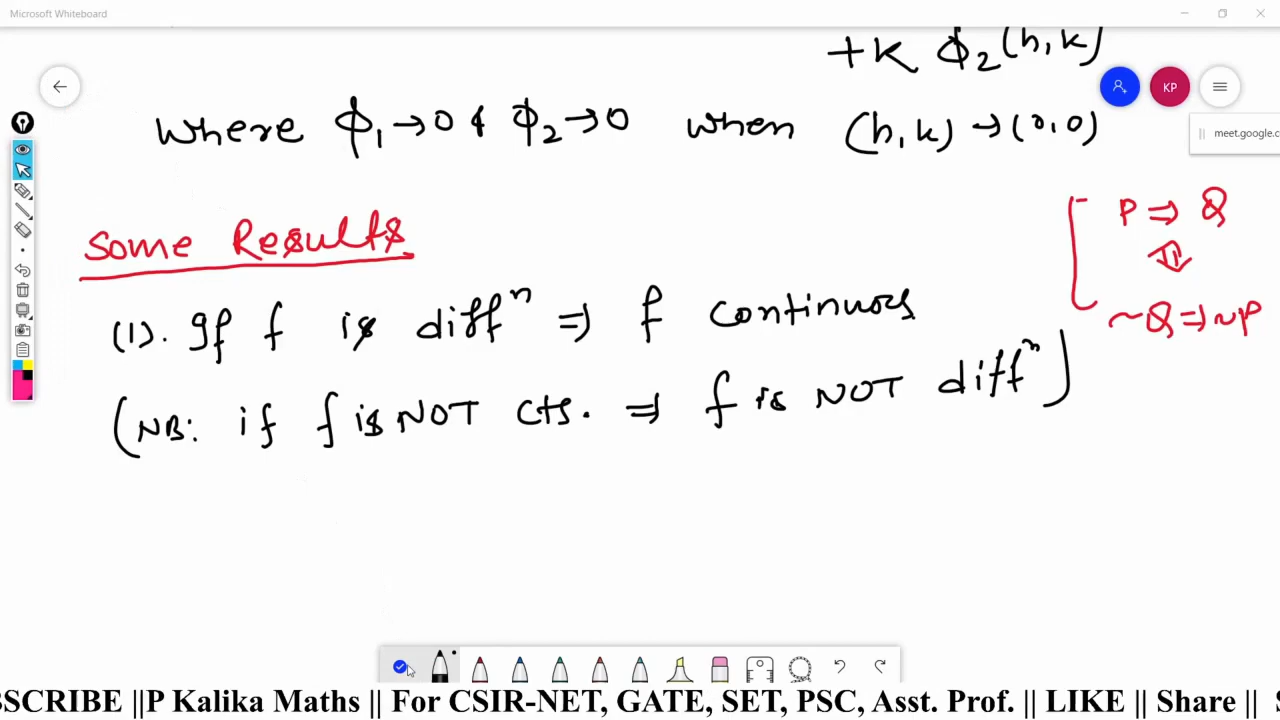 Microsoft Whiteboard
+k ϕ₂(h,k)
KP
where ϕ₁→0 & ϕ₂→0 when (h,k)→(0,0)
meet.google.c
Some Results
P ⇒ Q
⇕
~Q ⇒ ~P
(1). If f is diffⁿ ⇒ f continuous
(NB: if f is NOT cts. ⇒ f is NOT diffⁿ)
BSCRIBE ||P Kalika Maths || For CSIR-NET, GATE, SET, PSC, Asst. Prof. || LIKE || Share || S